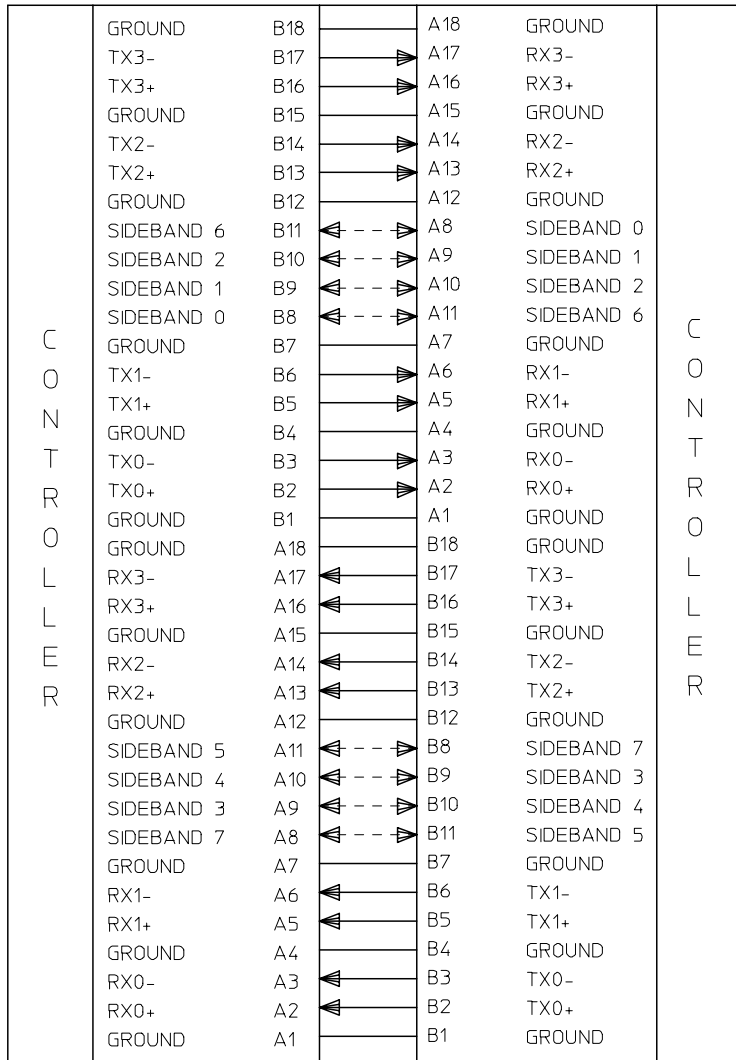 GROUND B18 A18 GROUND
TX3- B17 A17 RX3-
TX3+ B16 A16 RX3+
GROUND B15 A15 GROUND
TX2- B14 A14 RX2-
TX2+ B13 A13 RX2+
GROUND B12 A12 GROUND
SIDEBAND 6 B11 A8 SIDEBAND 0
SIDEBAND 2 B10 A9 SIDEBAND 1
SIDEBAND 1 B9 A10 SIDEBAND 2
SIDEBAND 0 B8 A11 SIDEBAND 6
GROUND B7 A7 GROUND
TX1- B6 A6 RX1-
TX1+ B5 A5 RX1+
GROUND B4 A4 GROUND
TX0- B3 A3 RX0-
TX0+ B2 A2 RX0+
GROUND B1 A1 GROUND
GROUND A18 B18 GROUND
RX3- A17 B17 TX3-
RX3+ A16 B16 TX3+
GROUND A15 B15 GROUND
RX2- A14 B14 TX2-
RX2+ A13 B13 TX2+
GROUND A12 B12 GROUND
SIDEBAND 5 A11 B8 SIDEBAND 7
SIDEBAND 4 A10 B9 SIDEBAND 3
SIDEBAND 3 A9 B10 SIDEBAND 4
SIDEBAND 7 A8 B11 SIDEBAND 5
GROUND A7 B7 GROUND
RX1- A6 B6 TX1-
RX1+ A5 B5 TX1+
GROUND A4 B4 GROUND
RX0- A3 B3 TX0-
RX0+ A2 B2 TX0+
GROUND A1 B1 GROUND
CONTROLLER
CONTROLLER